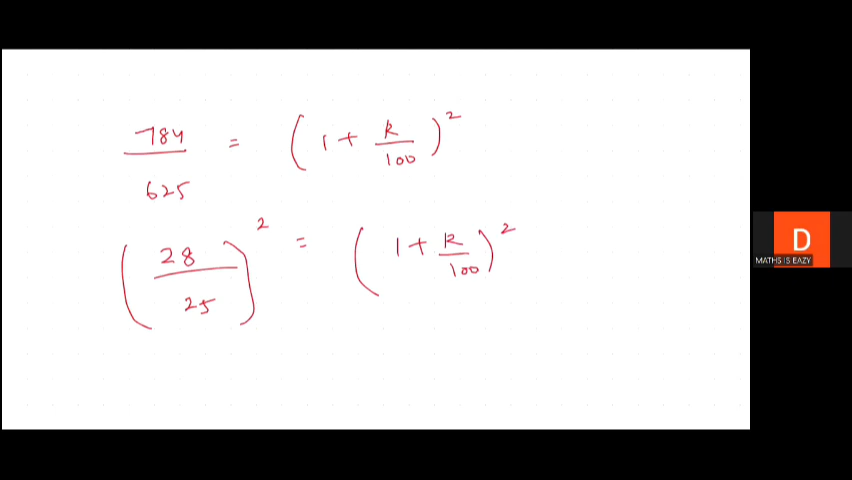 784/625 = (1 + R/100)^2
(28/25)^2 = (1 + R/100)^2
D
MATHS IS EAZY